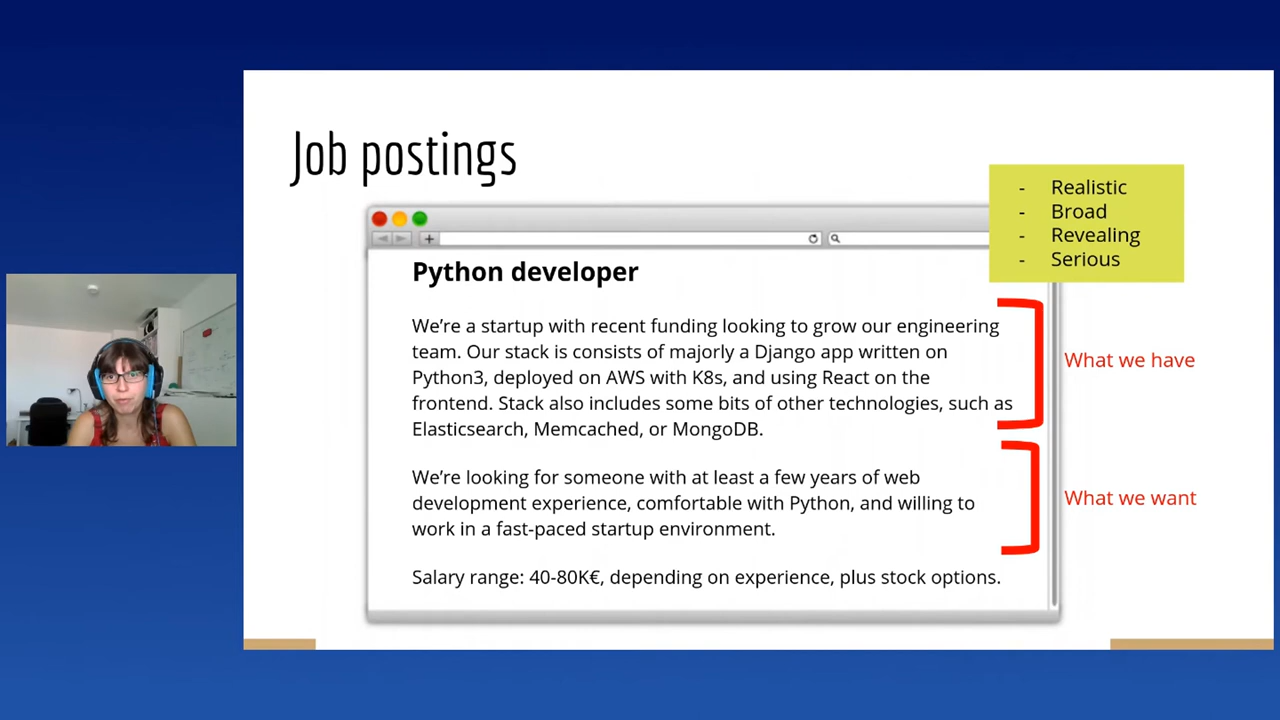 Job postings
- Realistic
- Broad
- Revealing
- Serious
Python developer
We’re a startup with recent funding looking to grow our engineering
team. Our stack is consists of majorly a Django app written on
Python3, deployed on AWS with K8s, and using React on the
frontend. Stack also includes some bits of other technologies, such as
Elasticsearch, Memcached, or MongoDB.
What we have
We’re looking for someone with at least a few years of web
development experience, comfortable with Python, and willing to
work in a fast-paced startup environment.
What we want
Salary range: 40-80K€, depending on experience, plus stock options.